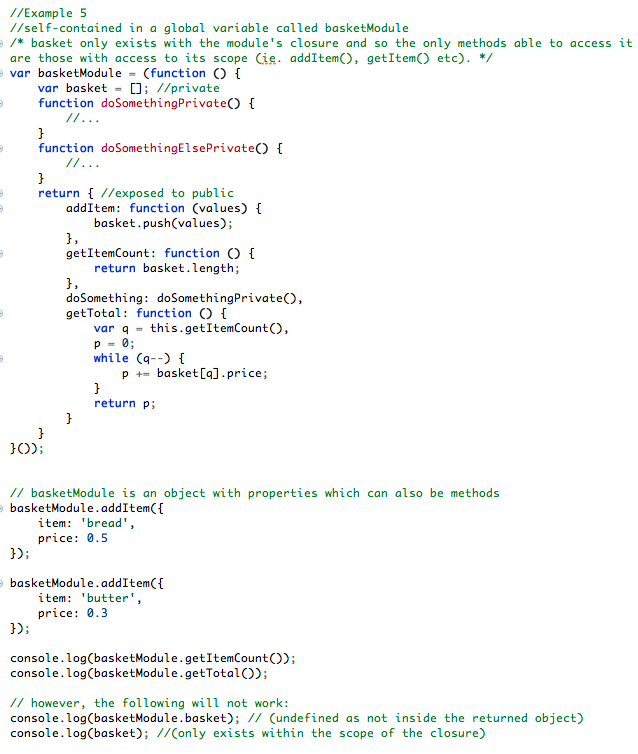 //Example 5
//self-contained in a global variable called basketModule
/* basket only exists with the module's closure and so the only methods able to access it
are those with access to its scope (ie. addItem(), getItem() etc). */
var basketModule = (function () {
    var basket = []; //private
    function doSomethingPrivate() {
        //...
    }
    function doSomethingElsePrivate() {
        //...
    }
    return { //exposed to public
        addItem: function (values) {
            basket.push(values);
        },
        getItemCount: function () {
            return basket.length;
        },
        doSomething: doSomethingPrivate(),
        getTotal: function () {
            var q = this.getItemCount(),
            p = 0;
            while (q--) {
                p += basket[q].price;
            }
            return p;
        }
    }
}());
// basketModule is an object with properties which can also be methods
basketModule.addItem({
    item: 'bread',
    price: 0.5
});
basketModule.addItem({
    item: 'butter',
    price: 0.3
});
console.log(basketModule.getItemCount());
console.log(basketModule.getTotal());
// however, the following will not work:
console.log(basketModule.basket); // (undefined as not inside the returned object)
console.log(basket); //(only exists within the scope of the closure)